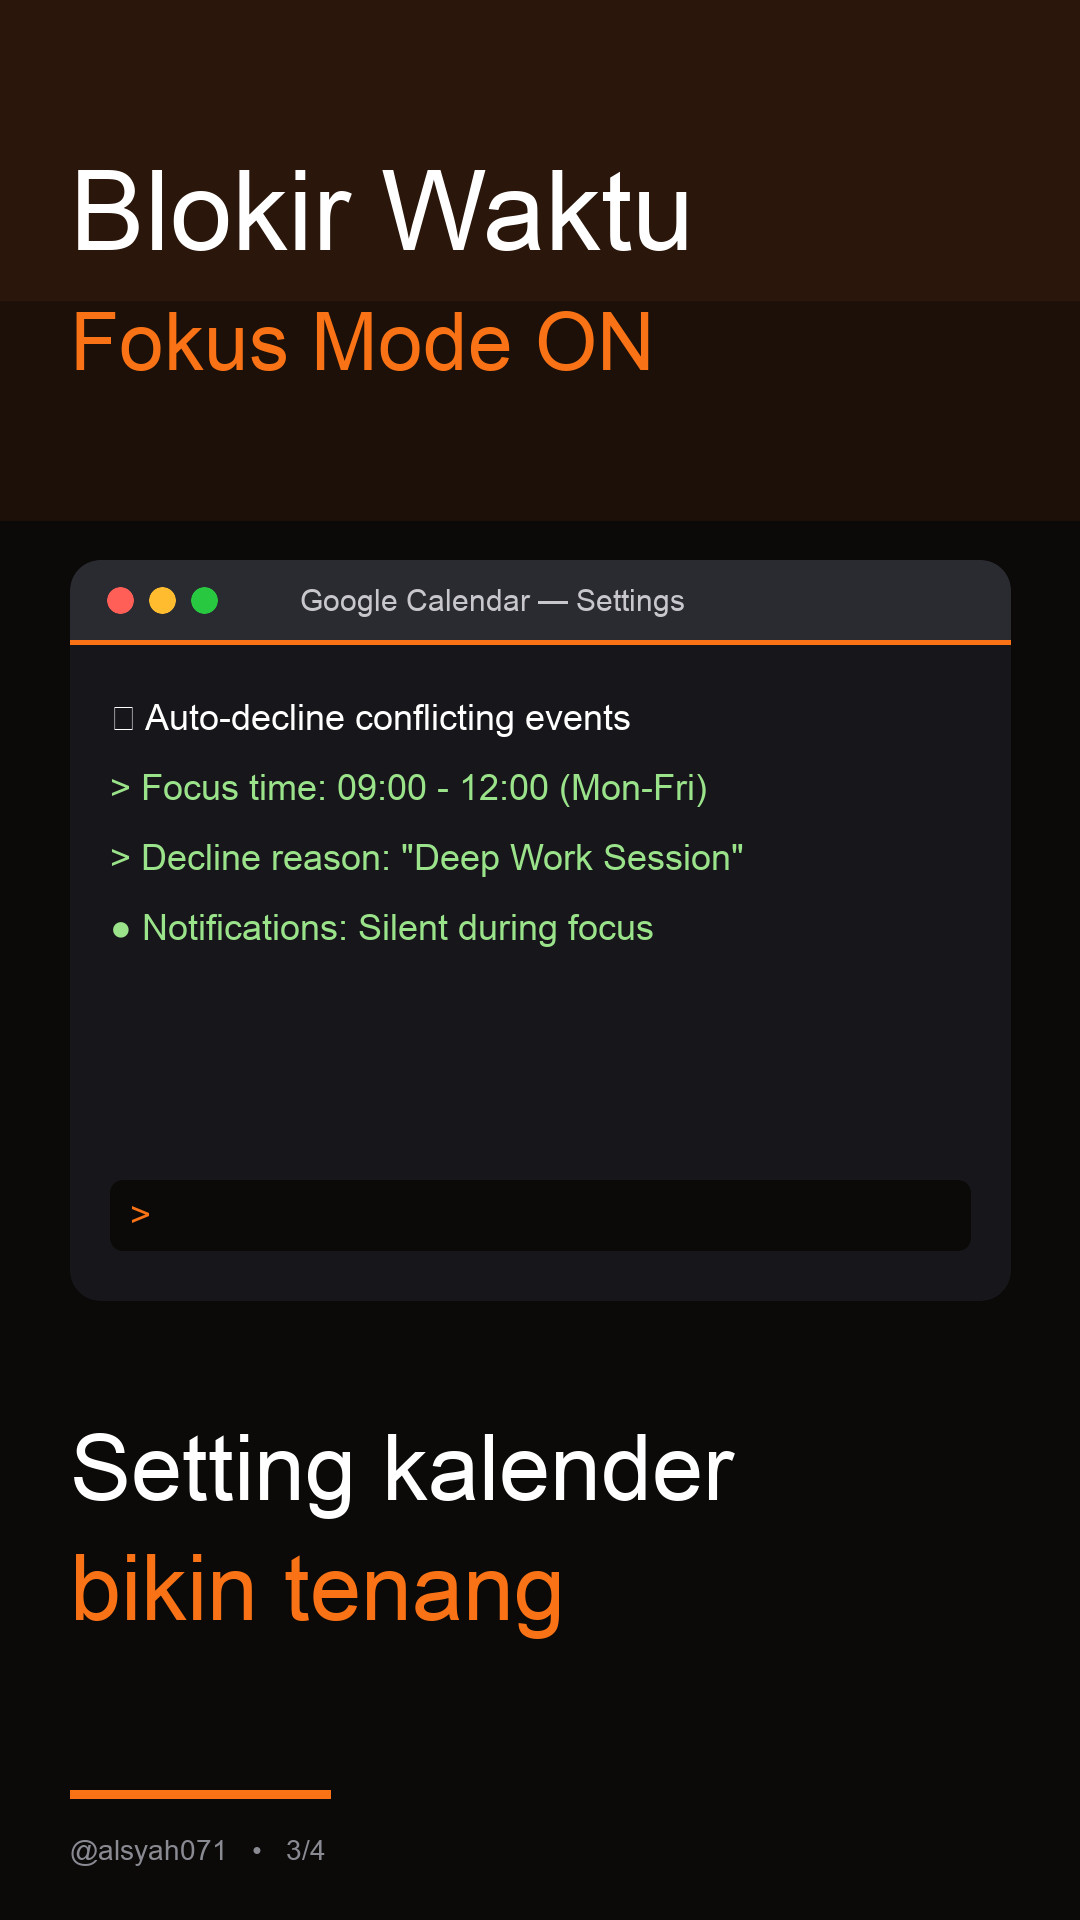 Blokir Waktu
Fokus Mode ON
Google Calendar — Settings
□ Auto-decline conflicting events
> Focus time: 09:00 - 12:00 (Mon-Fri)
> Decline reason: "Deep Work Session"
● Notifications: Silent during focus
>
Setting kalender
bikin tenang
@alsyah071 • 3/4